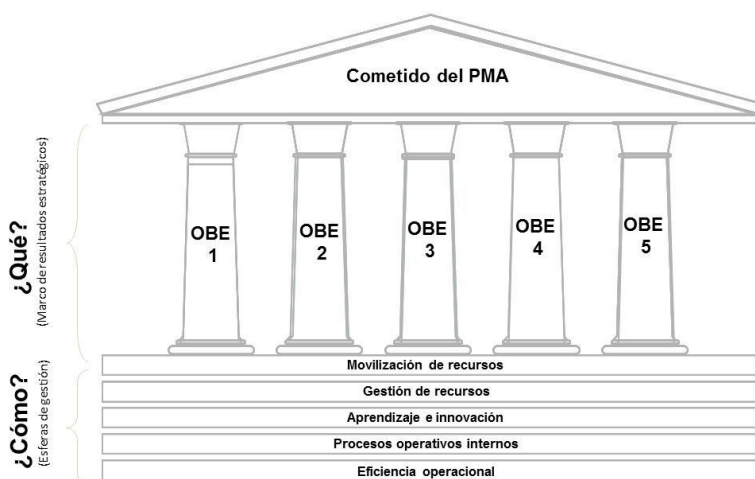 Cometido del PMA
¿Qué?
(Marco de resultados estratégicos)
OBE
1
OBE
2
OBE
3
OBE
4
OBE
5
¿Cómo?
(Esferas de gestión)
Movilización de recursos
Gestión de recursos
Aprendizaje e innovación
Procesos operativos internos
Eficiencia operacional